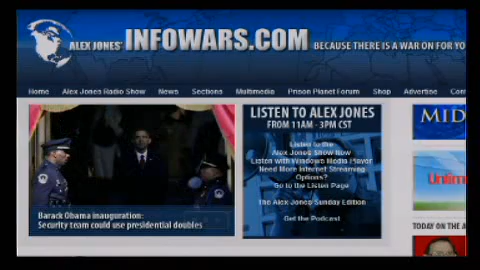 ALEX JONES' INFOWARS.COM BECAUSE THERE IS A WAR ON FOR YO
Home Alex Jones Radio Show News Sections Multimedia Prison Planet Forum Shop Advertise Con
LISTEN TO ALEX JONES
FROM 11AM - 3PM CST
Listen to the
Alex Jones Show Now
Listen with Windows Media Player
Need More Internet Streaming
Options?
Go to the Listen Page
The Alex Jones Sunday Edition
Get the Podcast
Barack Obama inauguration:
Security team could use presidential doubles
MID
Unlim
TODAY ON THE A